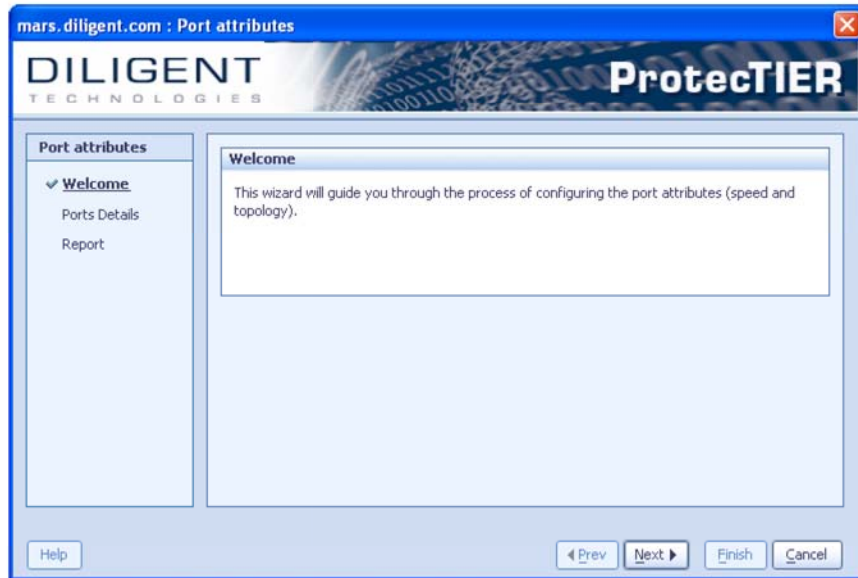 mars.diligent.com : Port attributes
DILIGENT
TECHNOLOGIES
ProtecTIER
Port attributes
Welcome
Ports Details
Report
Welcome
This wizard will guide you through the process of configuring the port attributes (speed and
topology).
Help
Prev
Next
Finish
Cancel